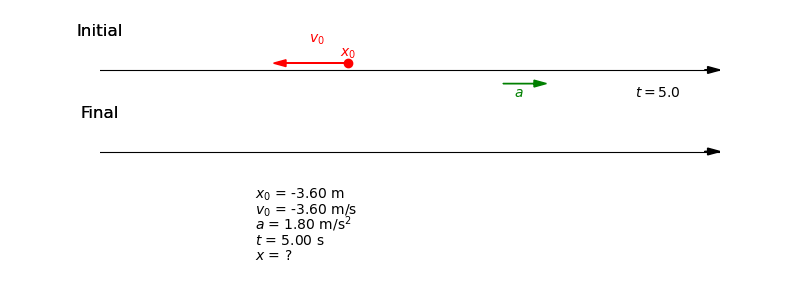 Initial
v₀
x₀
a
t = 5.0
Final
x₀ = -3.60 m
v₀ = -3.60 m/s
a = 1.80 m/s²
t = 5.00 s
x = ?